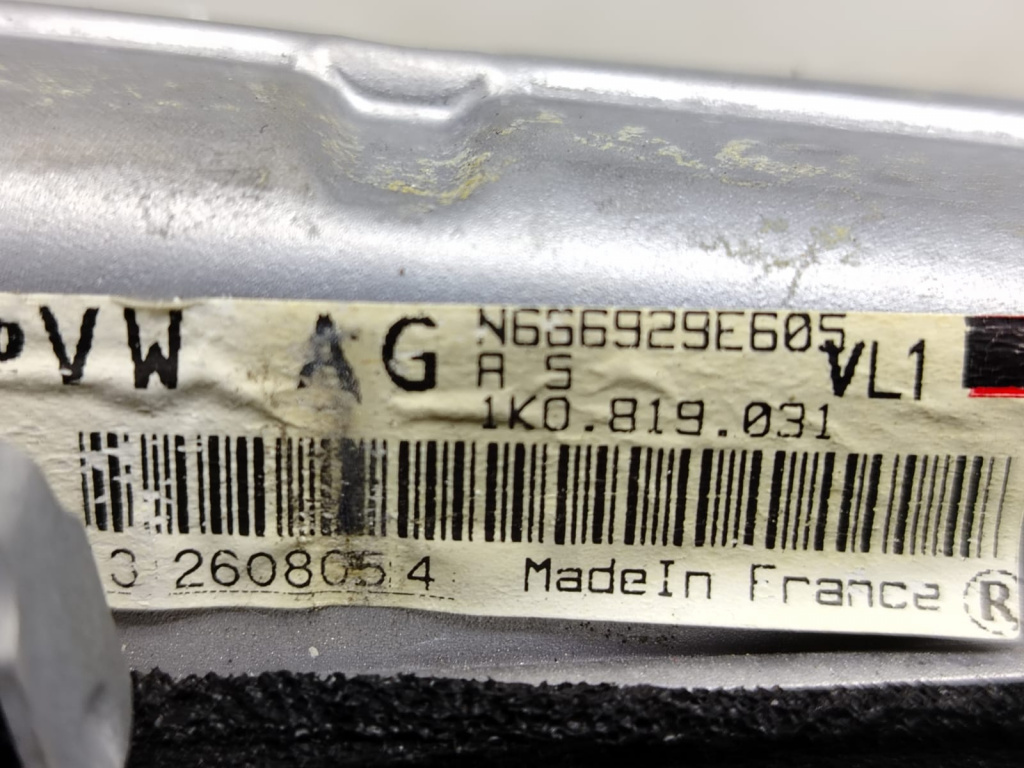 VW AG N666929E605
A S VL1
1K0.819.031
3 2608054
MadeIn France R